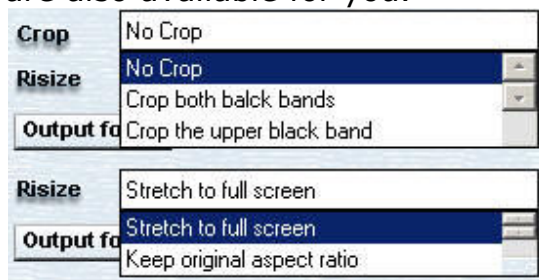 are also available for you.
Crop No Crop
Risize No Crop
Crop both balck bands
Output fo Crop the upper black band
Risize Stretch to full screen
Output fo Stretch to full screen
Keep original aspect ratio